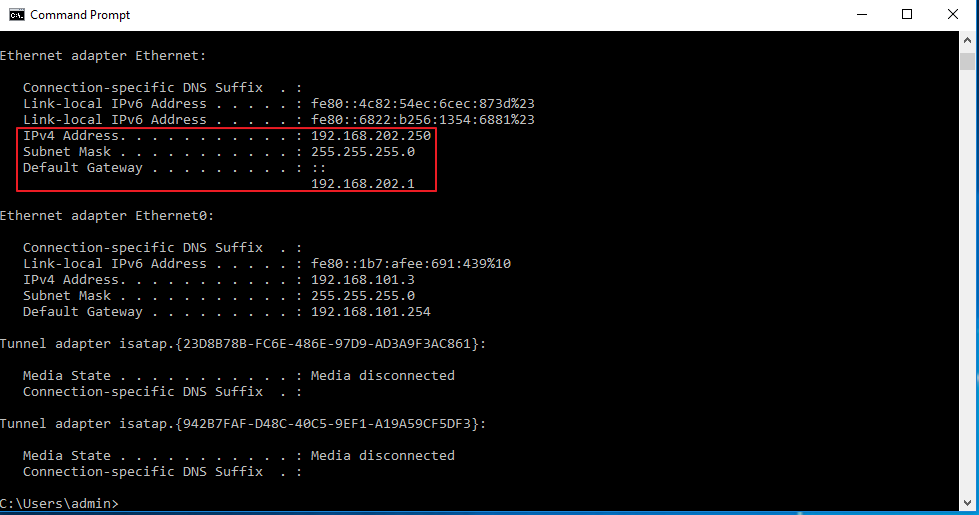 Command Prompt
Ethernet adapter Ethernet:
Connection-specific DNS Suffix  . :
Link-local IPv6 Address . . . . . : fe80::4c82:54ec:6cec:873d%23
Link-local IPv6 Address . . . . . : fe80::6822:b256:1354:6881%23
IPv4 Address. . . . . . . . . . . : 192.168.202.250
Subnet Mask . . . . . . . . . . . : 255.255.255.0
Default Gateway . . . . . . . . . : ::
192.168.202.1
Ethernet adapter Ethernet0:
Connection-specific DNS Suffix  . :
Link-local IPv6 Address . . . . . : fe80::1b7:afee:691:439%10
IPv4 Address. . . . . . . . . . . : 192.168.101.3
Subnet Mask . . . . . . . . . . . : 255.255.255.0
Default Gateway . . . . . . . . . : 192.168.101.254
Tunnel adapter isatap.{23D8B78B-FC6E-486E-97D9-AD3A9F3AC861}:
Media State . . . . . . . . . . . : Media disconnected
Connection-specific DNS Suffix  . :
Tunnel adapter isatap.{942B7FAF-D48C-40C5-9EF1-A19A59CF5DF3}:
Media State . . . . . . . . . . . : Media disconnected
Connection-specific DNS Suffix  . :
C:\Users\admin>